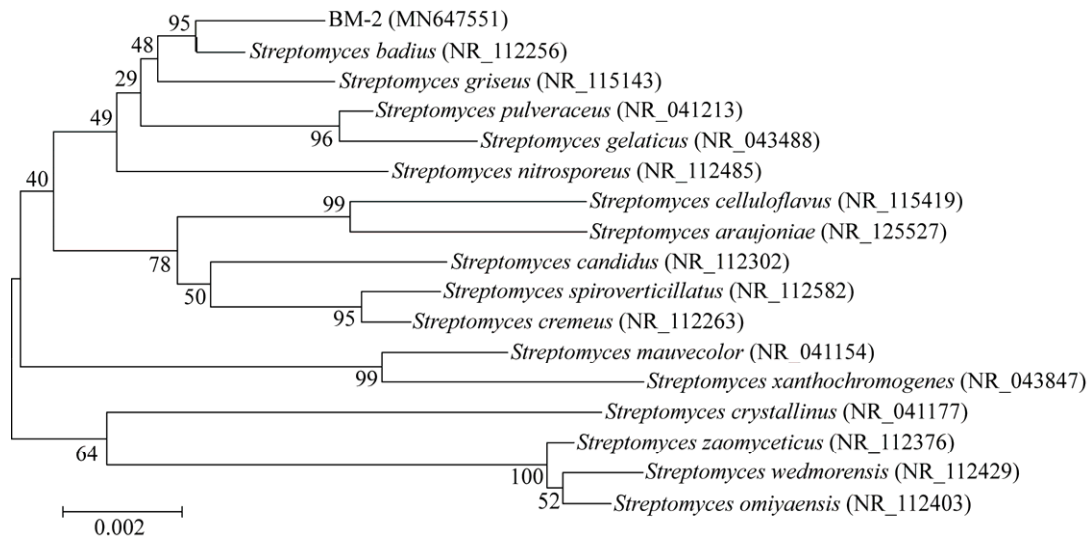 95
BM-2 (MN647551)
48
Streptomyces badius (NR_112256)
29
Streptomyces griseus (NR_115143)
49
Streptomyces pulveraceus (NR_041213)
96
Streptomyces gelaticus (NR_043488)
40
Streptomyces nitrosporeus (NR_112485)
99
Streptomyces celluloflavus (NR_115419)
Streptomyces araujoniae (NR_125527)
78
Streptomyces candidus (NR_112302)
50
Streptomyces spiroverticillatus (NR_112582)
95
Streptomyces cremeus (NR_112263)
Streptomyces mauvecolor (NR_041154)
99
Streptomyces xanthochromogenes (NR_043847)
Streptomyces crystallinus (NR_041177)
64
Streptomyces zaomyceticus (NR_112376)
100
Streptomyces wedmorensis (NR_112429)
52
Streptomyces omiyaensis (NR_112403)
0.002